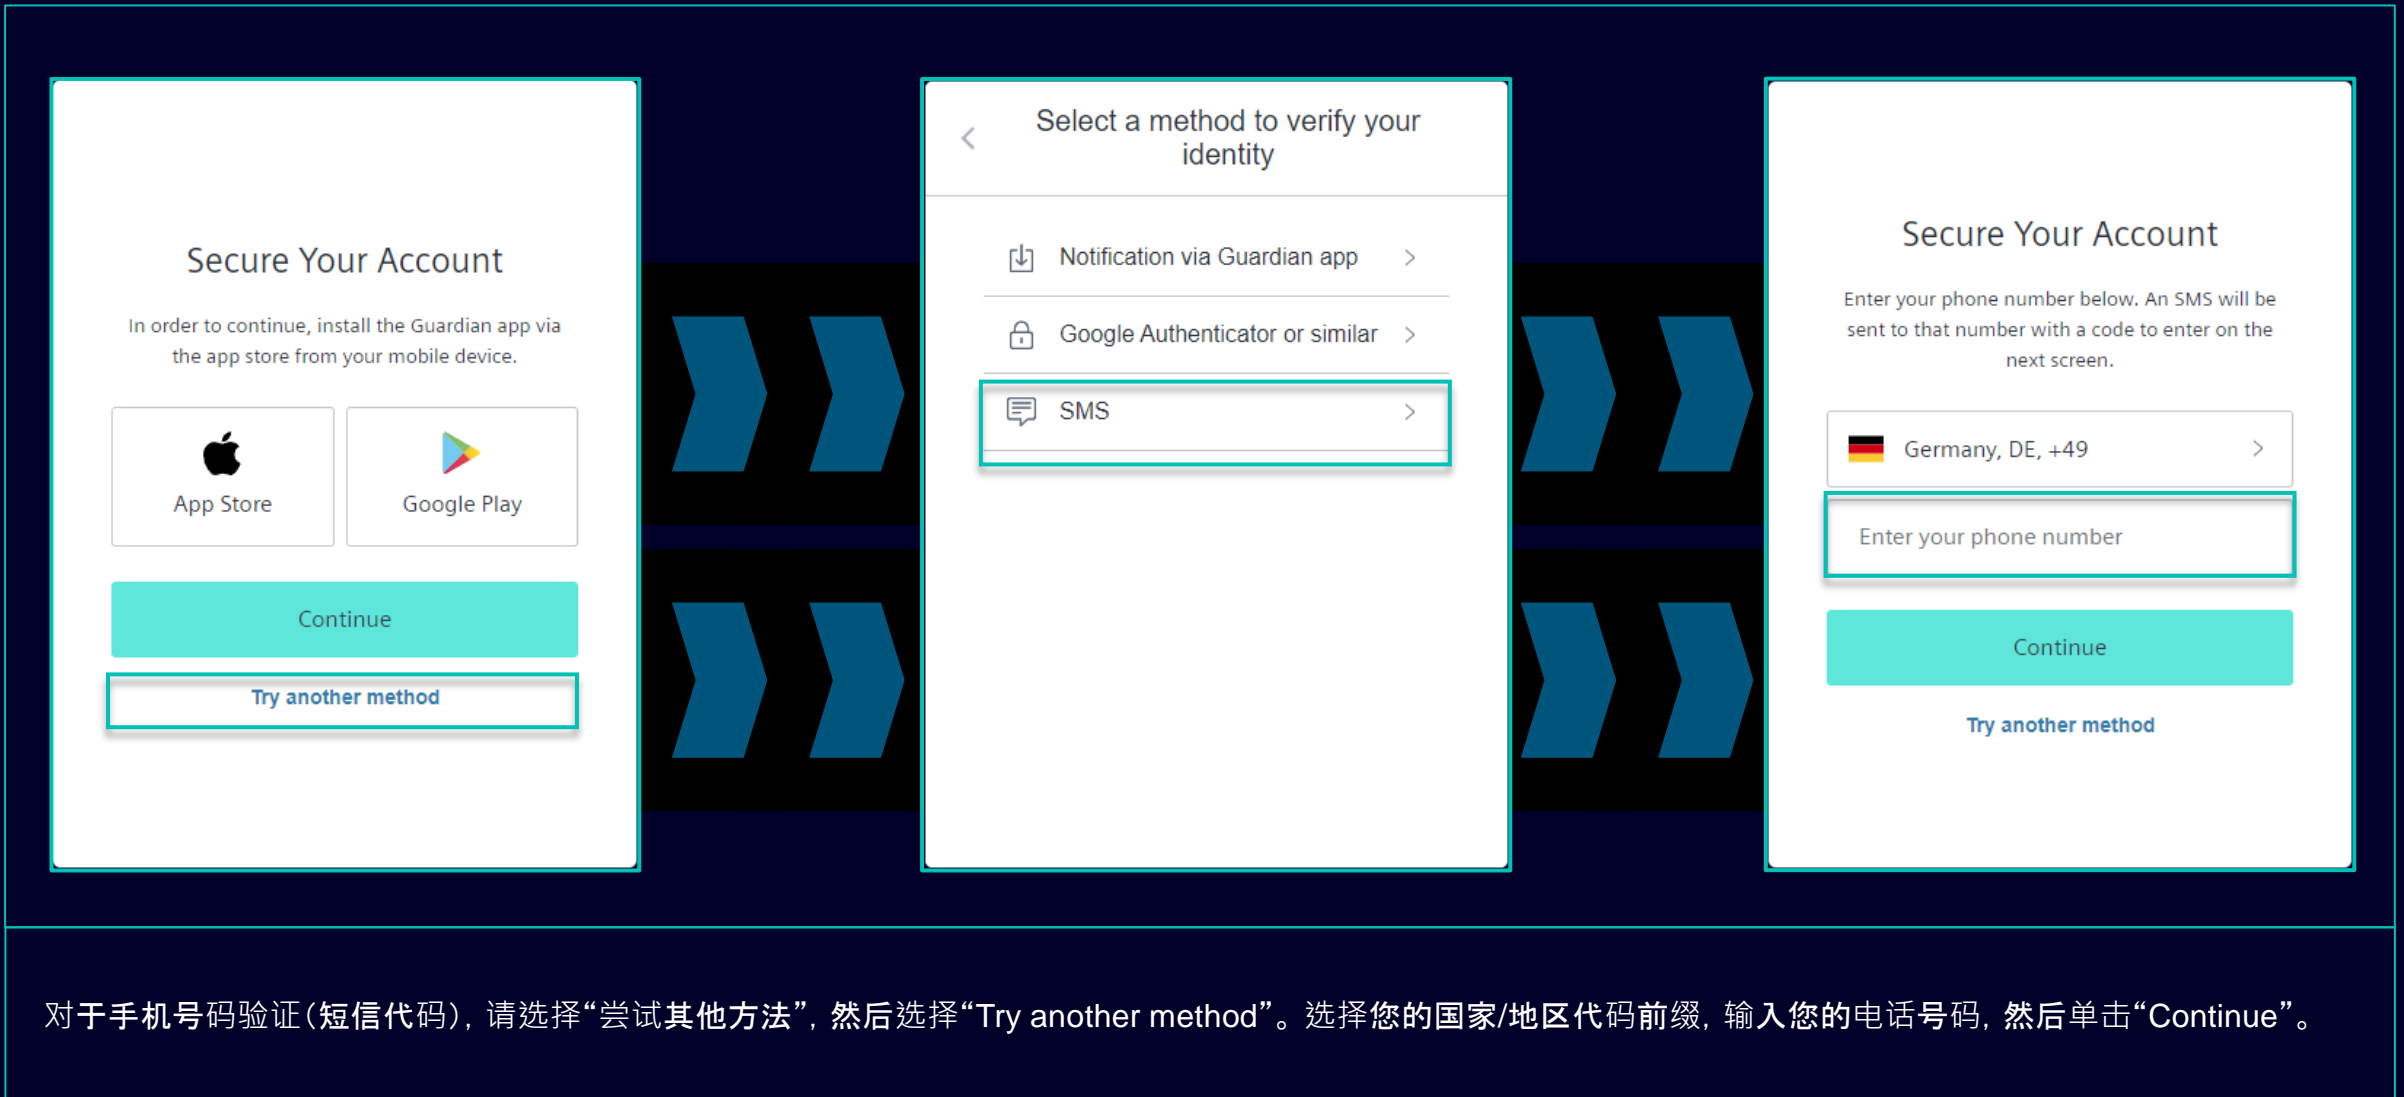 Secure Your Account
In order to continue, install the Guardian app via
the app store from your mobile device.
App Store
Google Play
Continue
Try another method
Select a method to verify your
identity
Notification via Guardian app
Google Authenticator or similar
SMS
Secure Your Account
Enter your phone number below. An SMS will be
sent to that number with a code to enter on the
next screen.
Germany, DE, +49
Enter your phone number
Continue
Try another method
对于手机号码验证(短信代码), 请选择“尝试其他方法”, 然后选择“Try another method”。选择您的国家/地区代码前缀, 输入您的电话号码, 然后单击“Continue”。